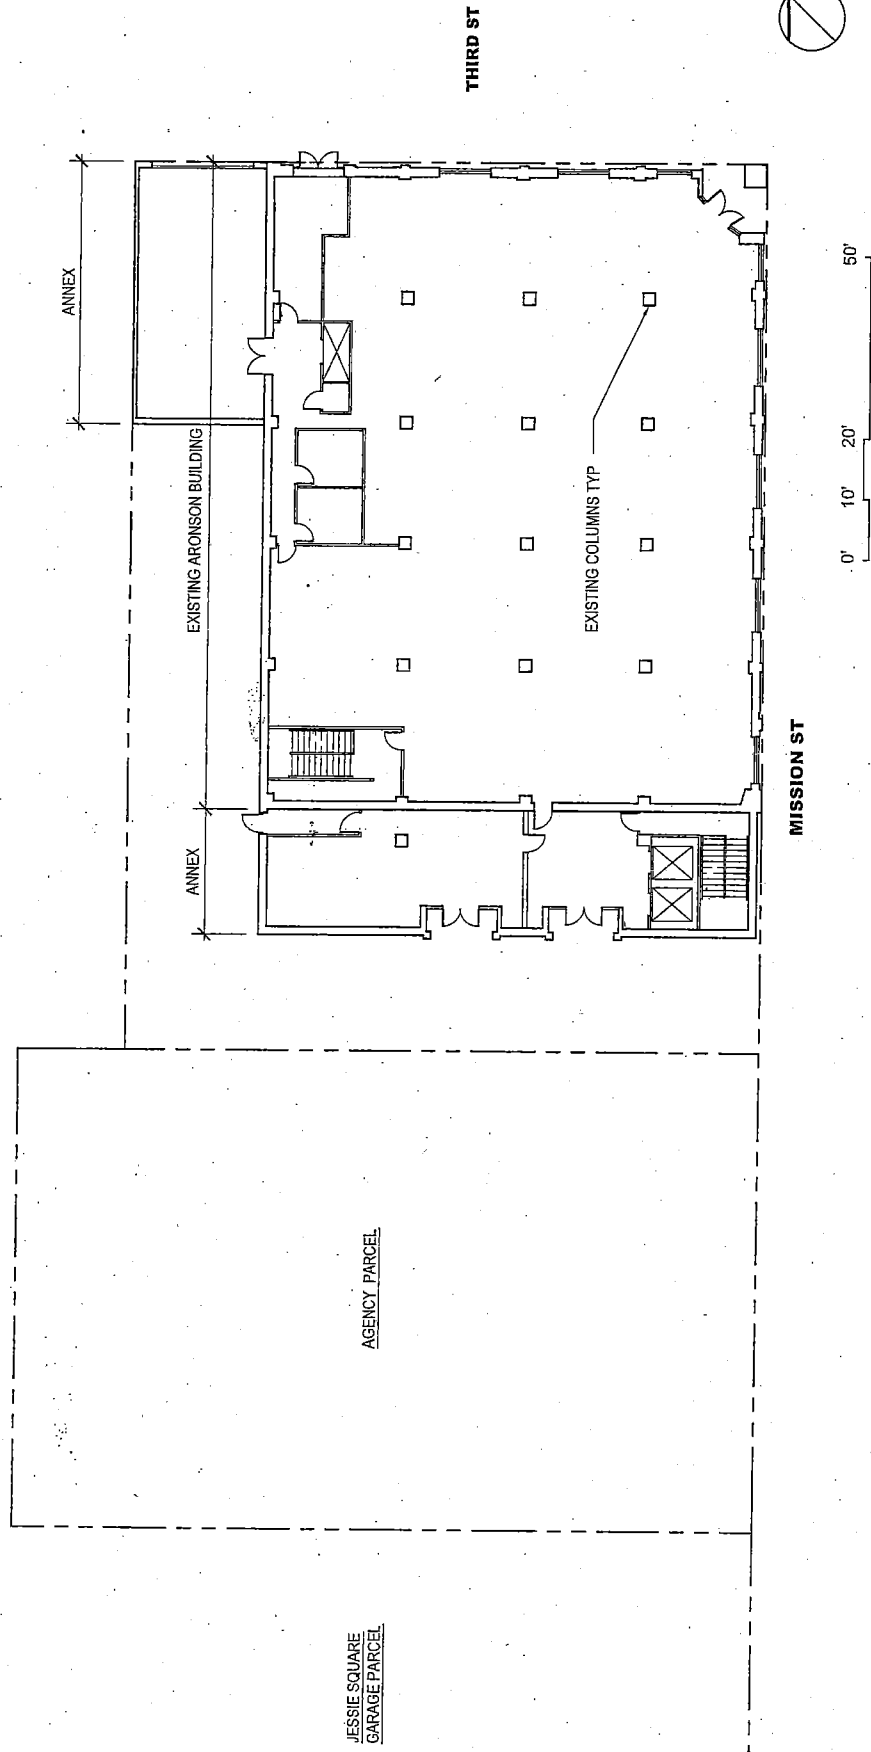 THIRD ST
ANNEX
EXISTING ARONSON BUILDING
EXISTING COLUMNS TYP
0'
10'
20'
50'
ANNEX
MISSION ST
AGENCY PARCEL
JESSIE SQUARE
GARAGE PARCEL